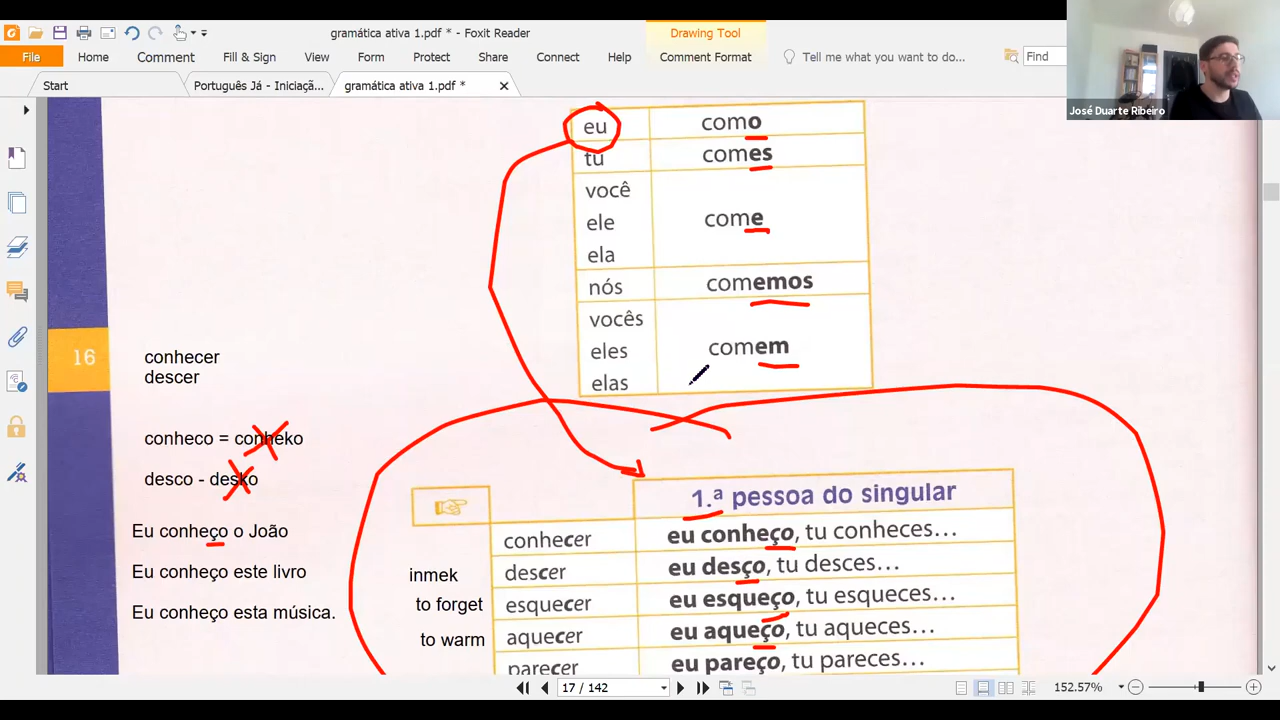 gramática ativa 1.pdf * - Foxit Reader
Drawing Tool
File Home Comment Fill & Sign View Form Protect Share Connect Help Comment Format Tell me what you want to do... Find
Start Português Já - Iniciaçã... gramática ativa 1.pdf *
José Duarte Ribeiro
eu como
tu comes
você
ele come
ela
nós comemos
vocês
eles comem
elas
16
conhecer
descer
conheco = conheko
desco - desko
Eu conheço o João
Eu conheço este livro
Eu conheço esta música.
1.ª pessoa do singular
conhecer eu conheço, tu conheces...
inmek descer eu desço, tu desces...
to forget esquecer eu esqueço, tu esqueces...
to warm aquecer eu aqueço, tu aqueces...
parecer eu pareço, tu pareces...
17 / 142
152.57%